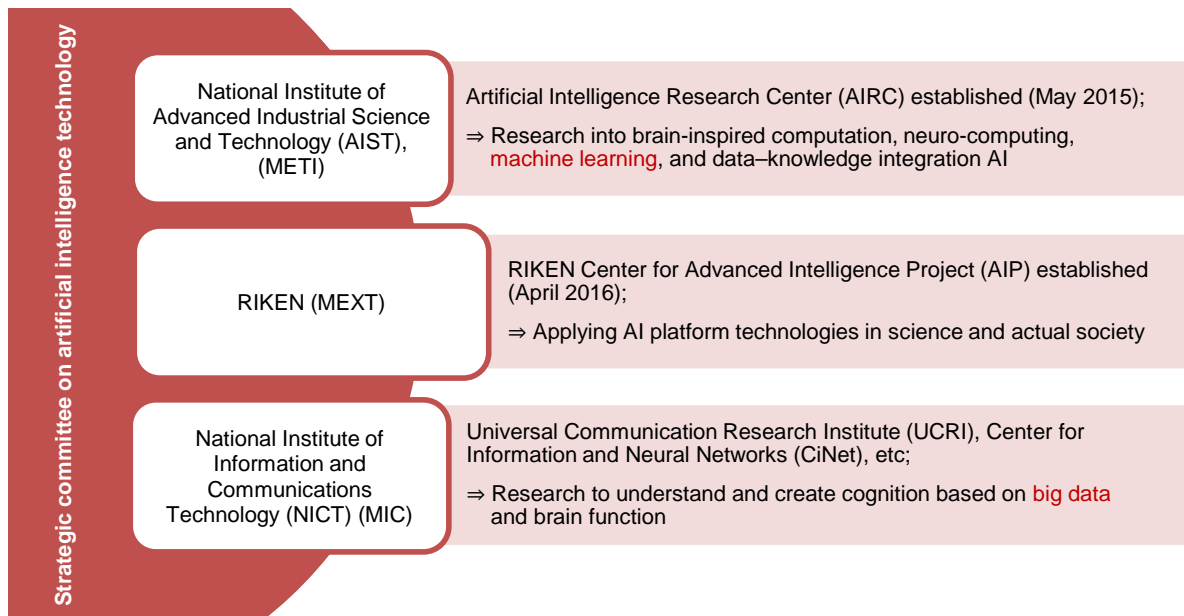 Strategic committee on artificial intelligence technology
National Institute of
Advanced Industrial Science
and Technology (AIST),
(METI)
Artificial Intelligence Research Center (AIRC) established (May 2015);
⇒ Research into brain-inspired computation, neuro-computing,
machine learning, and data–knowledge integration AI
RIKEN (MEXT)
RIKEN Center for Advanced Intelligence Project (AIP) established
(April 2016);
⇒ Applying AI platform technologies in science and actual society
National Institute of
Information and
Communications
Technology (NICT) (MIC)
Universal Communication Research Institute (UCRI), Center for
Information and Neural Networks (CiNet), etc;
⇒ Research to understand and create cognition based on big data
and brain function